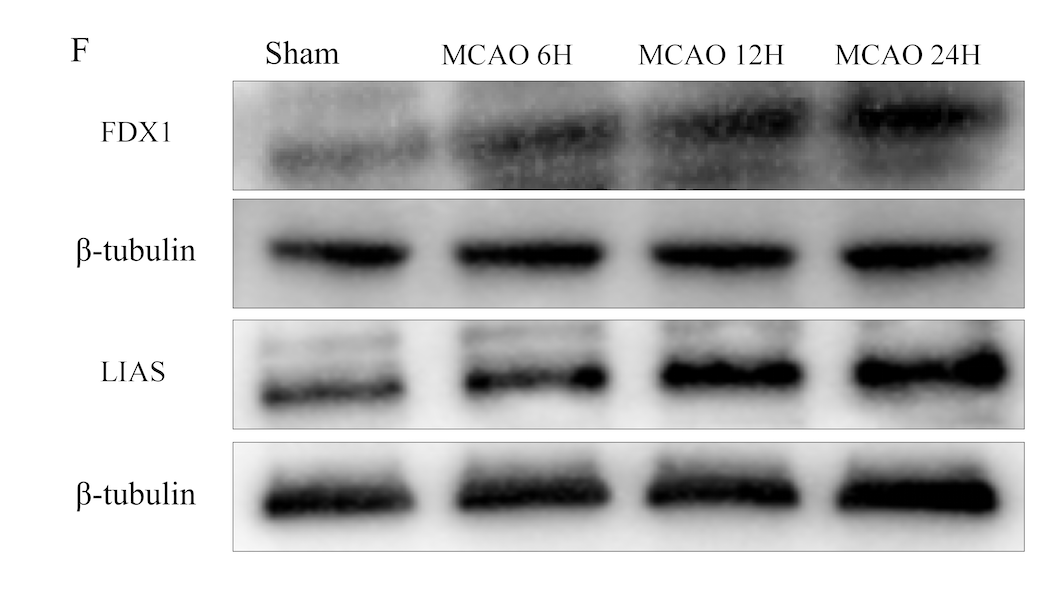 F
Sham MCAO 6H MCAO 12H MCAO 24H
FDX1
β-tubulin
LIAS
β-tubulin